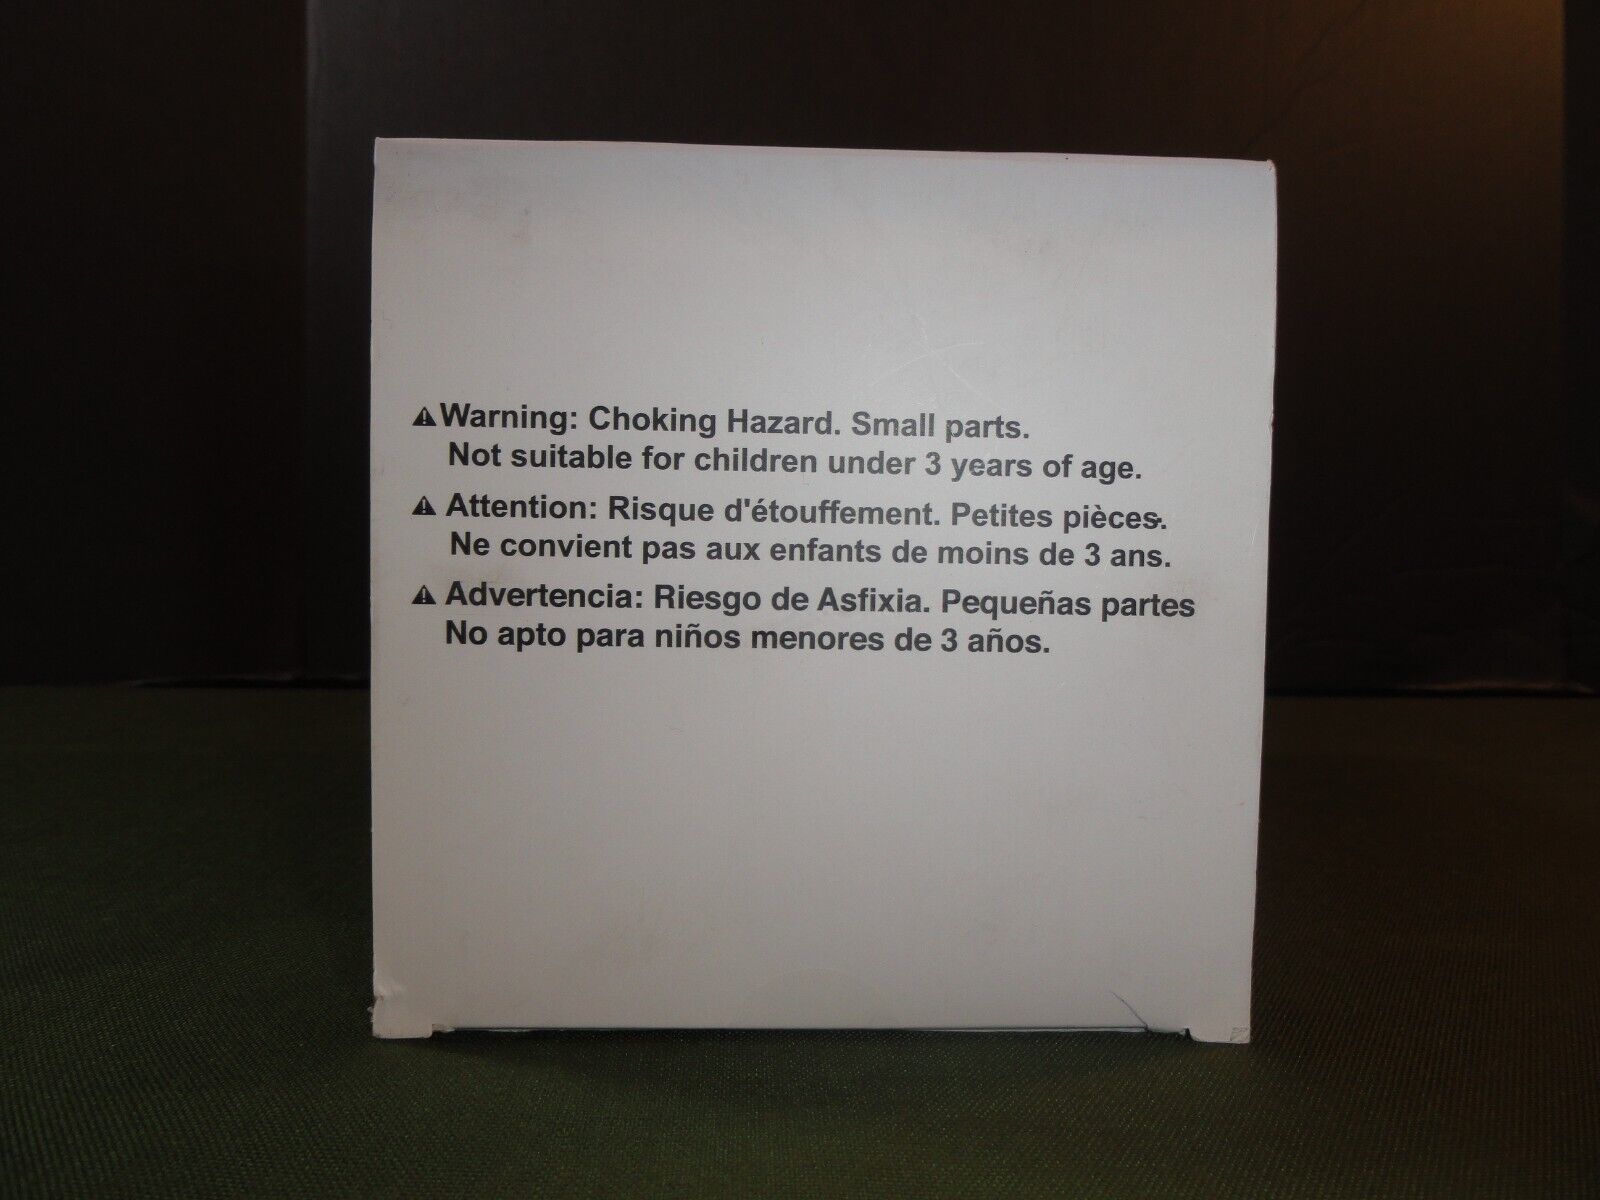 ⚠Warning: Choking Hazard. Small parts.
Not suitable for children under 3 years of age.
⚠ Attention: Risque d'étouffement. Petites pièces.
Ne convient pas aux enfants de moins de 3 ans.
⚠ Advertencia: Riesgo de Asfixia. Pequeñas partes
No apto para niños menores de 3 años.